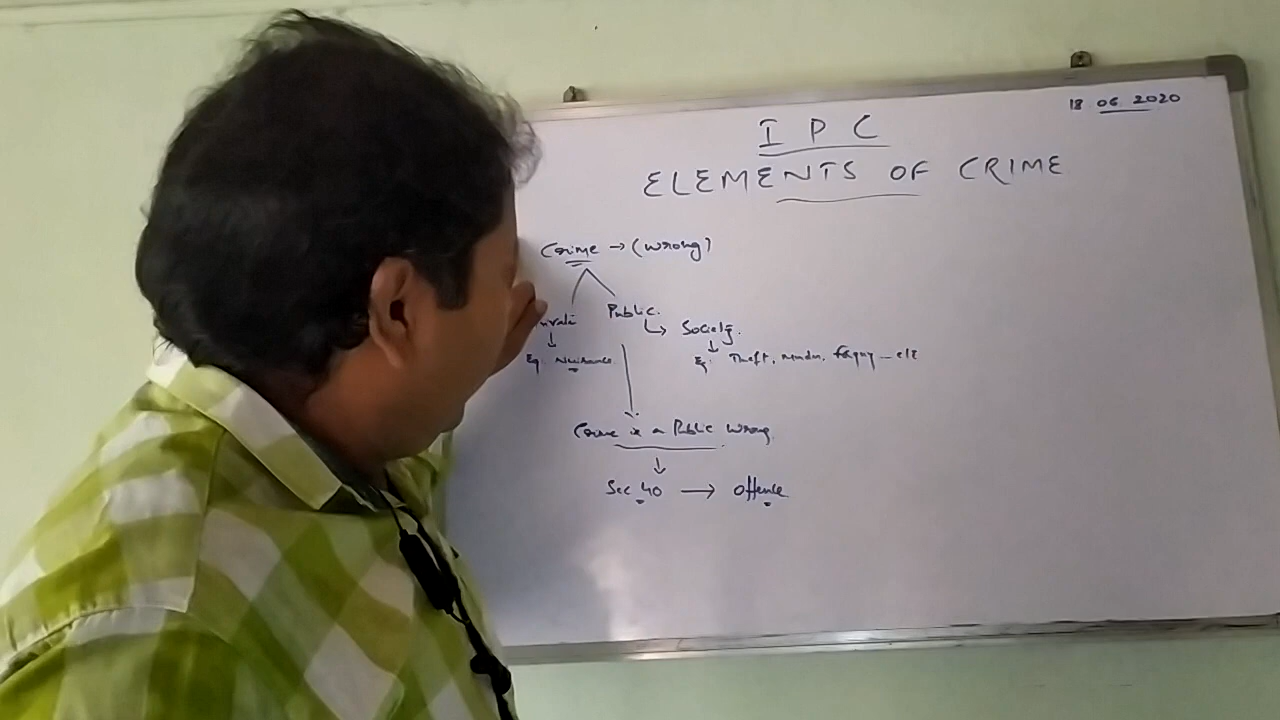 18 06 2020
I P C
ELEMENTS OF CRIME
Crime → (Wrong)
Public.
↳ Society.
Eg. Nuisance
Eg. Theft, murder, forgery - etc
Crime is a Public Wrong
Sec 40 → Offence